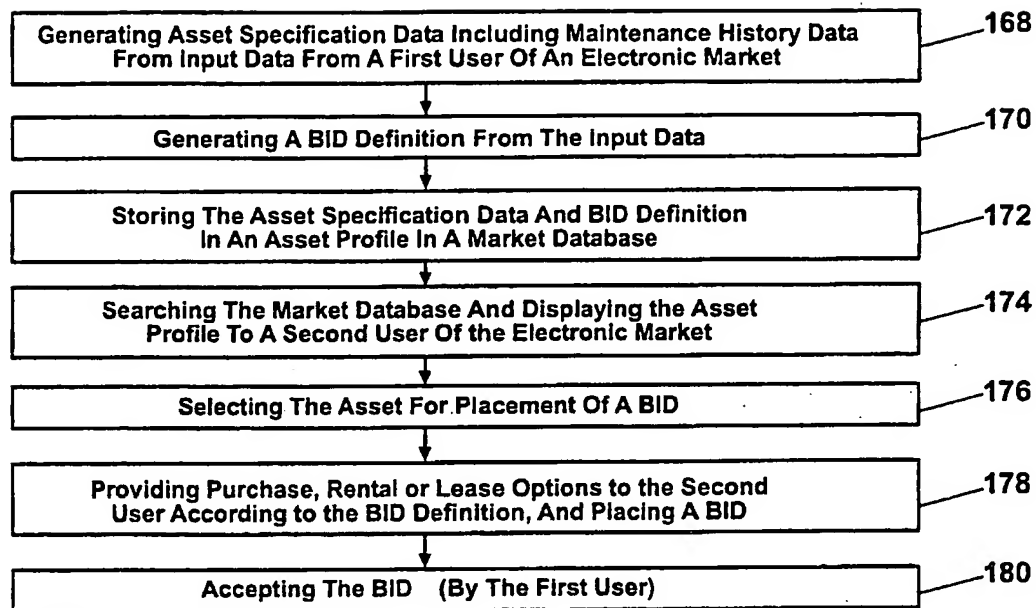 Generating Asset Specification Data Including Maintenance History Data
From Input Data From A First User Of An Electronic Market
168
Generating A BID Definition From The Input Data
170
Storing The Asset Specification Data And BID Definition
In An Asset Profile In A Market Database
172
Searching The Market Database And Displaying the Asset
Profile To A Second User Of the Electronic Market
174
Selecting The Asset For Placement Of A BID
176
Providing Purchase, Rental or Lease Options to the Second
User According to the BID Definition, And Placing A BID
178
Accepting The BID (By The First User)
180